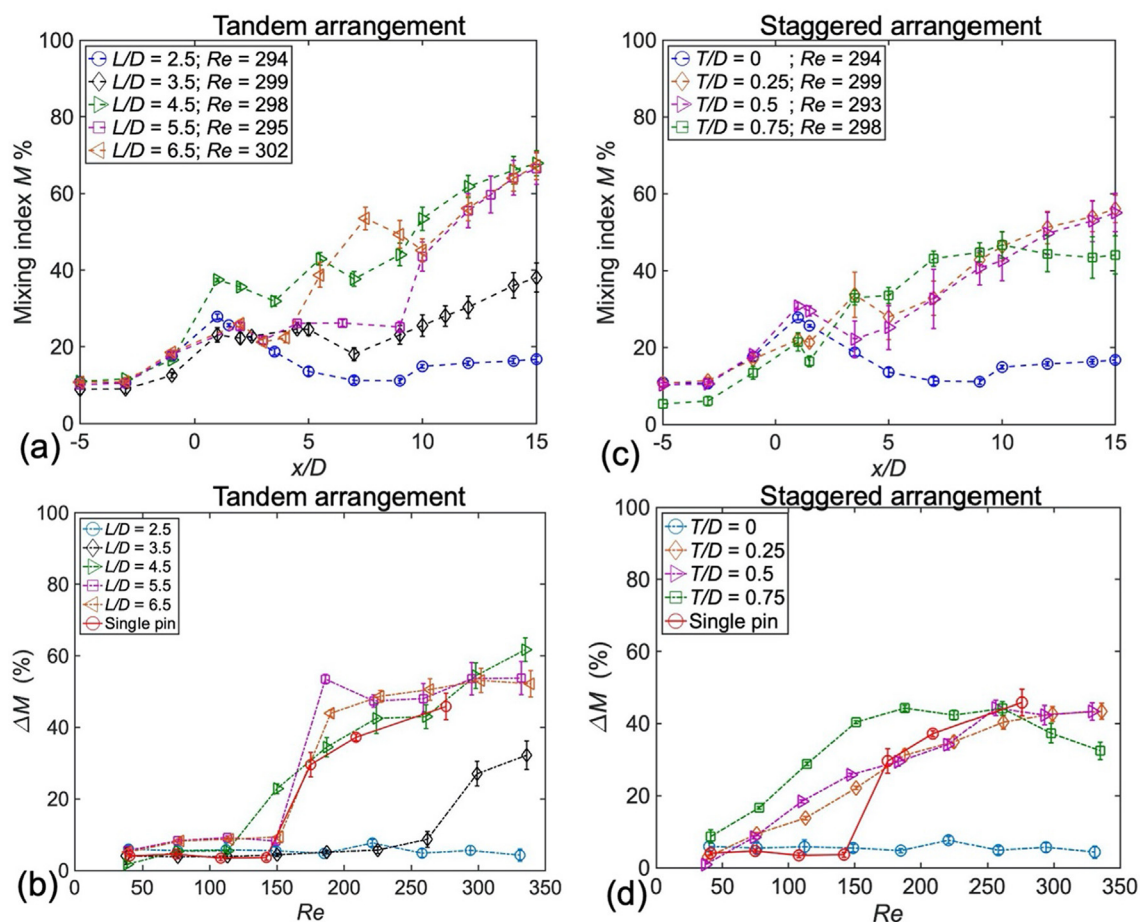 Tandem arrangement
100
80
60
40
20
0
Mixing index M %
L/D = 2.5; Re = 294
L/D = 3.5; Re = 299
L/D = 4.5; Re = 298
L/D = 5.5; Re = 295
L/D = 6.5; Re = 302
-5 0 5 10 15
x/D
(a)
Staggered arrangement
100
80
60
40
20
0
Mixing index M %
T/D = 0 ; Re = 294
T/D = 0.25; Re = 299
T/D = 0.5 ; Re = 293
T/D = 0.75; Re = 298
-5 0 5 10 15
x/D
(c)
Tandem arrangement
100
80
60
40
20
0
ΔM (%)
L/D = 2.5
L/D = 3.5
L/D = 4.5
L/D = 5.5
L/D = 6.5
Single pin
0 50 100 150 200 250 300 350
Re
(b)
Staggered arrangement
100
80
60
40
20
0
ΔM (%)
T/D = 0
T/D = 0.25
T/D = 0.5
T/D = 0.75
Single pin
0 50 100 150 200 250 300 350
Re
(d)